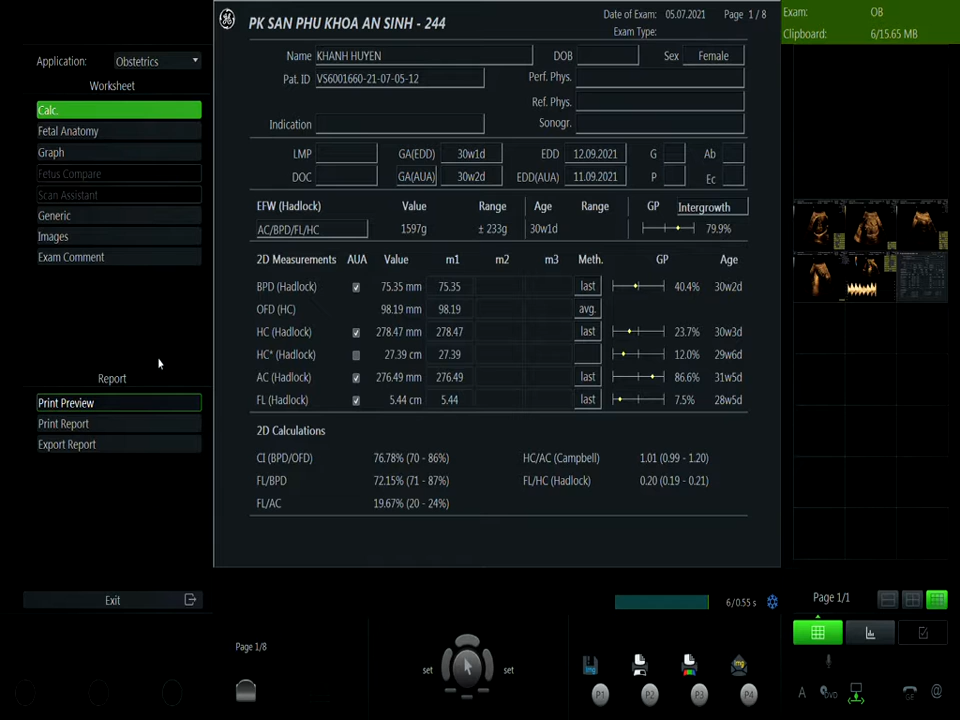 Application: Obstetrics
Worksheet
Calc.
Fetal Anatomy
Graph
Fetus Compare
Scan Assistant
Generic
Images
Exam Comment
Report
Print Preview
Print Report
Export Report
Exit
PK SAN PHU KHOA AN SINH - 244
Date of Exam: 05.07.2021 Page 1 / 8
Exam Type:
Name KHANH HUYEN DOB Sex Female
Pat. ID VS6001660-21-07-05-12 Perf. Phys.
Ref. Phys.
Indication Sonogr.
LMP GA(EDD) 30w1d EDD 12.09.2021 G Ab
DOC GA(AUA) 30w2d EDD(AUA) 11.09.2021 P Ec
EFW (Hadlock) Value Range Age Range GP Intergrowth
AC/BPD/FL/HC 1597g ± 233g 30w1d 79.9%
2D Measurements AUA Value m1 m2 m3 Meth. GP Age
BPD (Hadlock) 75.35 mm 75.35 last 40.4% 30w2d
OFD (HC) 98.19 mm 98.19 avg.
HC (Hadlock) 278.47 mm 278.47 last 23.7% 30w3d
HC* (Hadlock) 27.39 cm 27.39 12.0% 29w6d
AC (Hadlock) 276.49 mm 276.49 last 86.6% 31w5d
FL (Hadlock) 5.44 cm 5.44 last 7.5% 28w5d
2D Calculations
CI (BPD/OFD) 76.78% (70 - 86%) HC/AC (Campbell) 1.01 (0.99 - 1.20)
FL/BPD 72.15% (71 - 87%) FL/HC (Hadlock) 0.20 (0.19 - 0.21)
FL/AC 19.67% (20 - 24%)
Exam: OB
Clipboard: 6/15.65 MB
6/0.55 s
Page 1/1
Page 1/8
set set
img
P1 P2 P3 P4
A DVD @